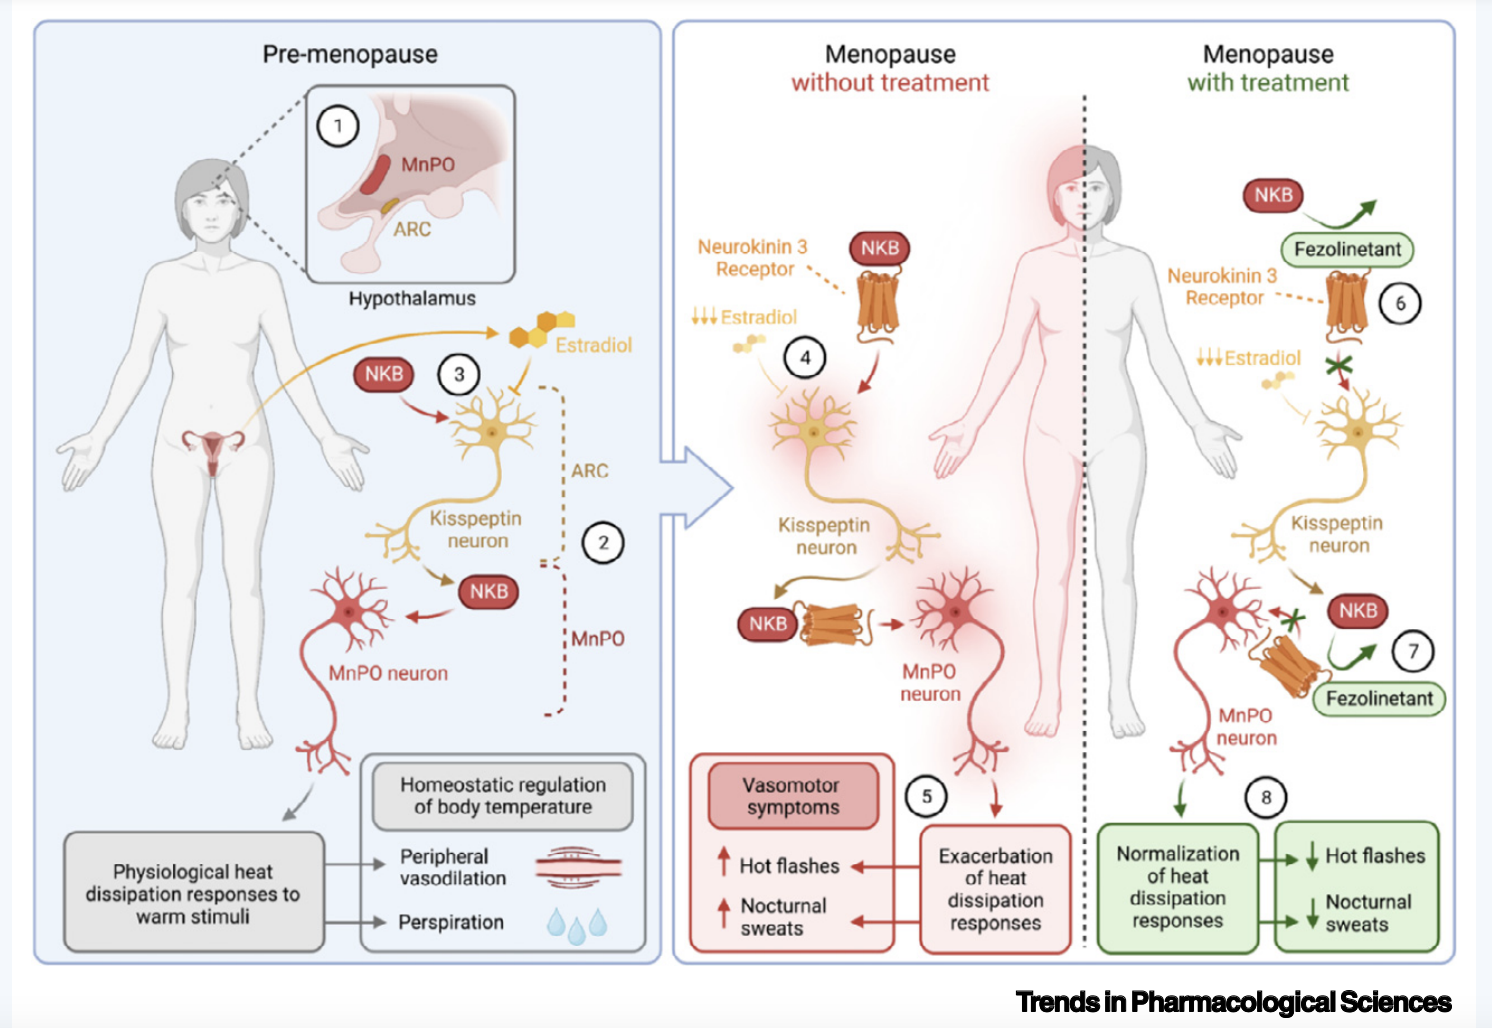 Pre-menopause
1
MnPO
ARC
Hypothalamus
Estradiol
NKB
3
ARC
Kisspeptin
neuron
2
NKB
MnPO
MnPO neuron
Homeostatic regulation
of body temperature
Physiological heat
dissipation responses to
warm stimuli
Peripheral
vasodilation
Perspiration
Menopause
without treatment
Neurokinin 3
Receptor
NKB
↓↓↓Estradiol
4
Kisspeptin
neuron
NKB
MnPO
neuron
Vasomotor
symptoms
5
↑ Hot flashes
↑ Nocturnal
sweats
Exacerbation
of heat
dissipation
responses
Menopause
with treatment
NKB
Fezolinetant
Neurokinin 3
Receptor
6
↓↓↓Estradiol
Kisspeptin
neuron
NKB
7
Fezolinetant
MnPO
neuron
8
Normalization
of heat
dissipation
responses
↓ Hot flashes
↓ Nocturnal
sweats
Trends in Pharmacological Sciences